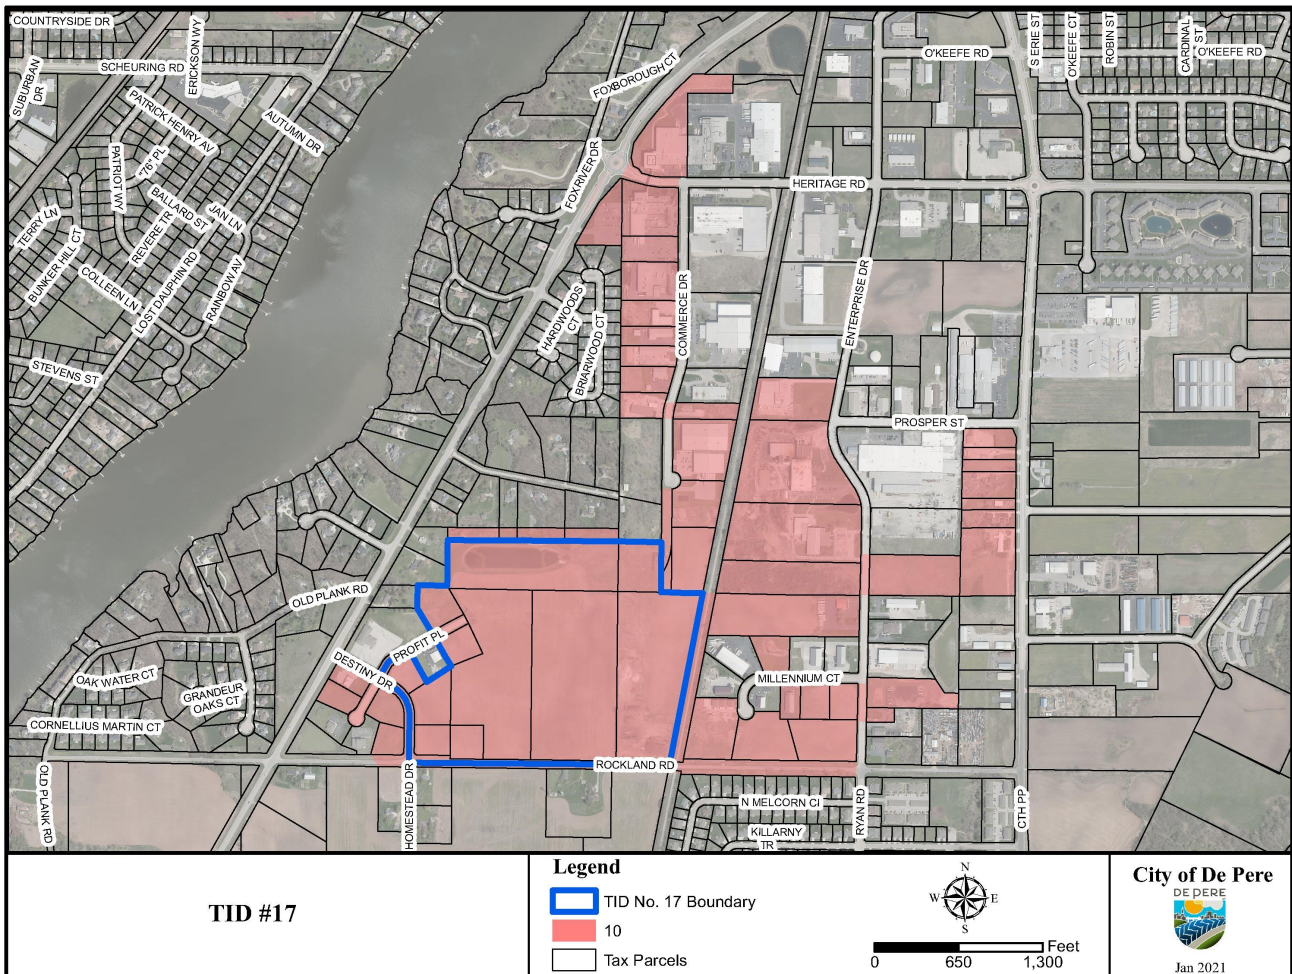 COUNTRYSIDE DR
SCHEURING RD
ERICKSON WY
SUBURBAN
DR
PATRICK HENRY AV
AUTUMN DR
"76" PL
PATRIOT WY
BALLARD ST
JAN LN
REVERE TR
TERRY LN
BUNKER HILL CT
COLLEEN LN
LOST DAUPHIN RD
RAINBOW AV
STEVENS ST
FOXBOROUGH CT
FOX RIVER DR
HERITAGE RD
O'KEEFE RD
S ERIE ST
O'KEEFE CT
ROBIN ST
CARDINAL
ST
O'KEEFE RD
HARDWOODS
CT
BRIARWOOD CT
COMMERCE DR
ENTERPRISE DR
PROSPER ST
OLD PLANK RD
PROFIT PL
DESTINY DR
OAK WATER CT
GRANDEUR
OAKS CT
CORNELLIUS MARTIN CT
OLD PLANK RD
HOMESTEAD DR
ROCKLAND RD
MILLENNIUM CT
N MELCORN CI
KILLARNY
TR
RYAN RD
CTH PP
TID #17
Legend
TID No. 17 Boundary
10
Tax Parcels
N
W
E
S
Feet
0
650
1,300
City of De Pere
DE PERE
Jan 2021